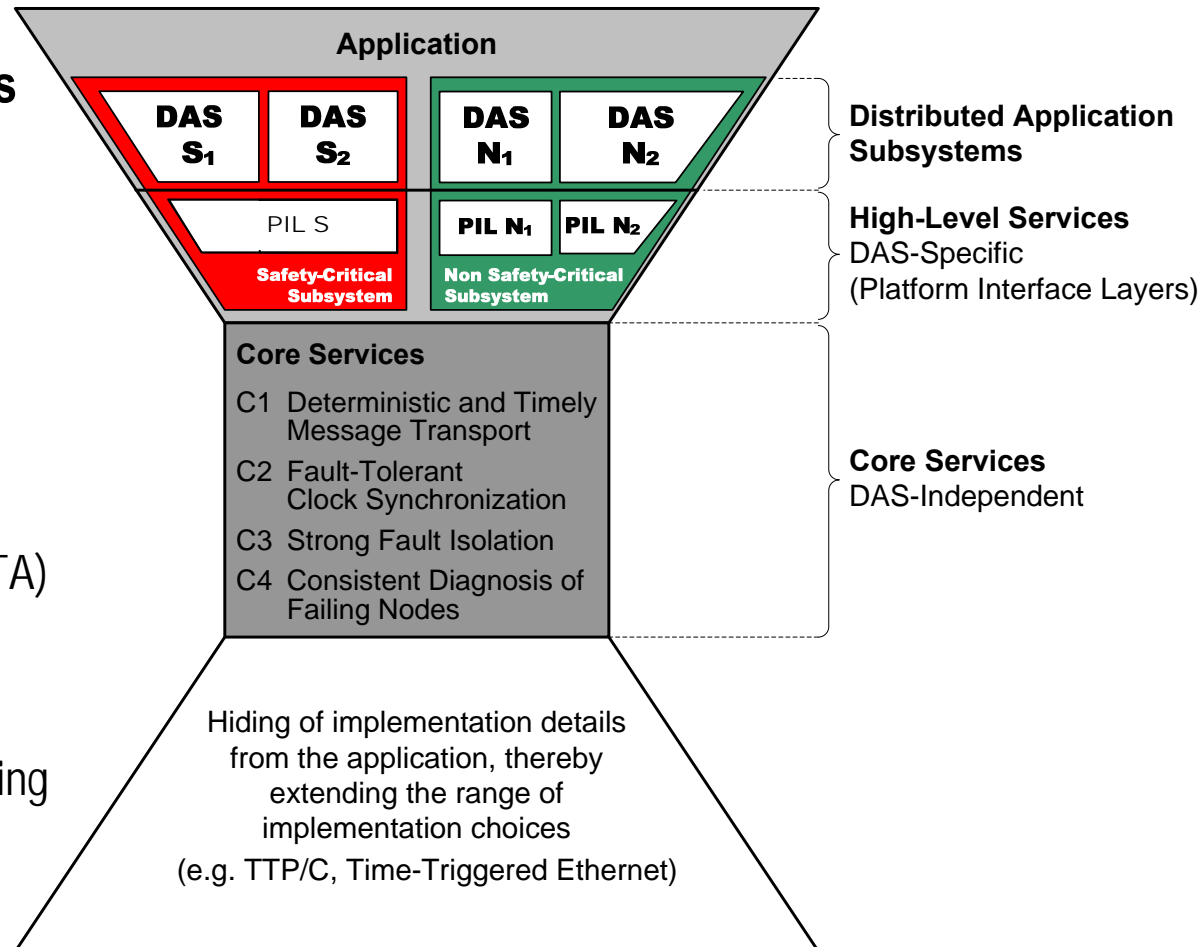 Application
s
DAS
S₁
DAS
S₂
DAS
N₁
DAS
N₂
Distributed Application
Subsystems
PIL S
PIL N₁
PIL N₂
Safety-Critical
Subsystem
Non Safety-Critical
Subsystem
High-Level Services
DAS-Specific
(Platform Interface Layers)
Core Services
C1 Deterministic and Timely
Message Transport
C2 Fault-Tolerant
Clock Synchronization
C3 Strong Fault Isolation
C4 Consistent Diagnosis of
Failing Nodes
Core Services
DAS-Independent
TA)
ing
Hiding of implementation details
from the application, thereby
extending the range of
implementation choices
(e.g. TTP/C, Time-Triggered Ethernet)